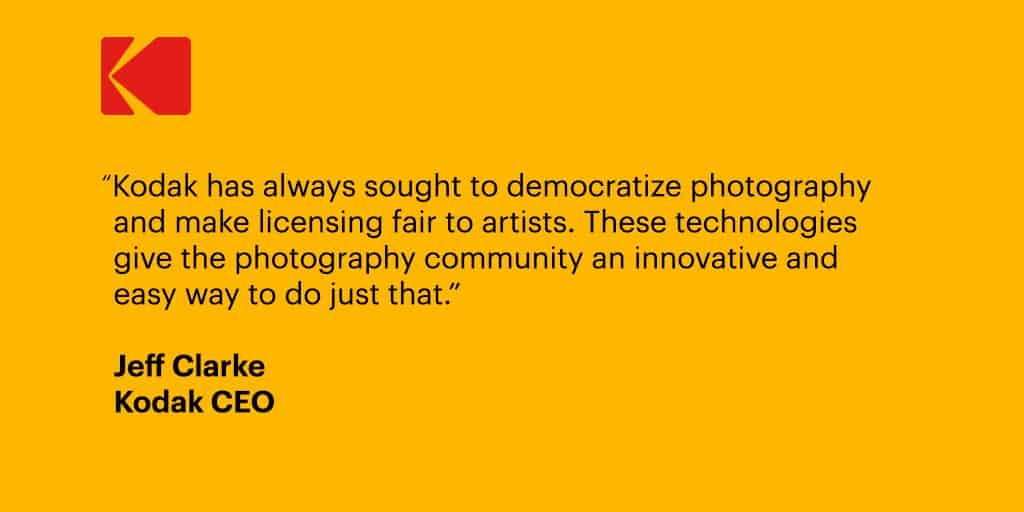 “Kodak has always sought to democratize photography
and make licensing fair to artists. These technologies
give the photography community an innovative and
easy way to do just that.”
Jeff Clarke
Kodak CEO